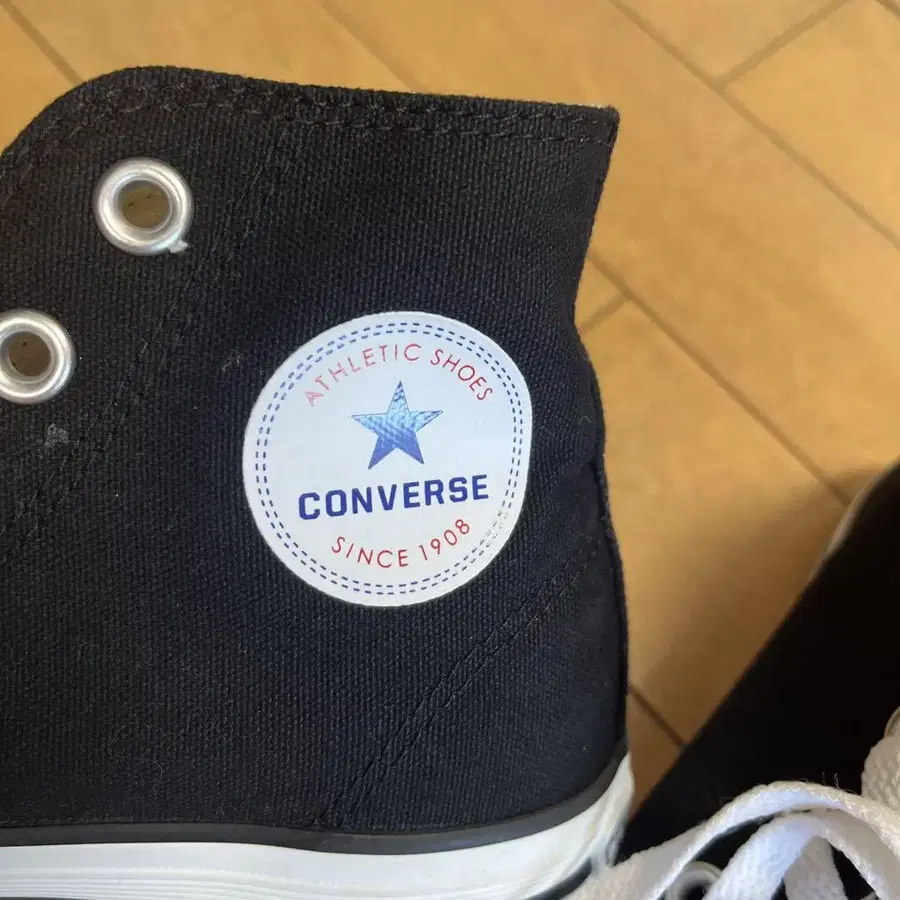 ATHLETIC SHOES
CONVERSE
SINCE 1908